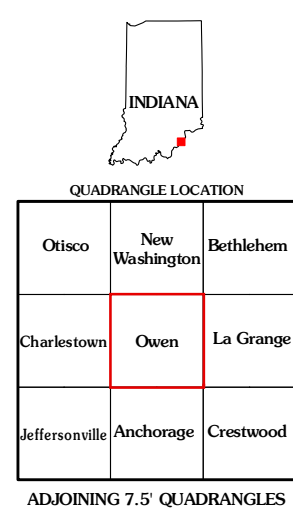 INDIANA
QUADRANGLE LOCATION
Otisco
New
Washington
Bethlehem
Charlestown
Owen
La Grange
Jeffersonville
Anchorage
Crestwood
ADJOINING 7.5' QUADRANGLES